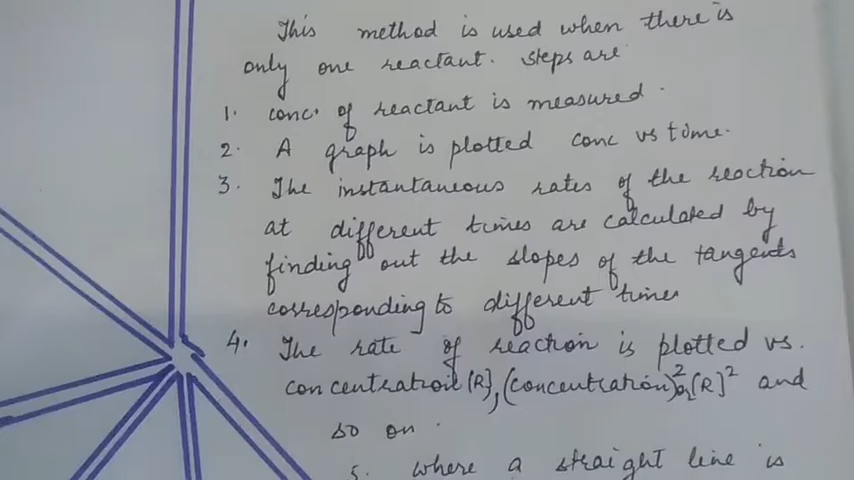 This method is used when there is
only one reactant. steps are
1. conc. of reactant is measured.
2. A graph is plotted conc vs time.
3. The instantaneous rates of the reaction
at different times are calculated by
finding out the slopes of the tangents
corresponding to different times
4. The rate of reaction is plotted vs.
concentration [R], (concentration)² or [R]² and
so on.
5. where a straight line is